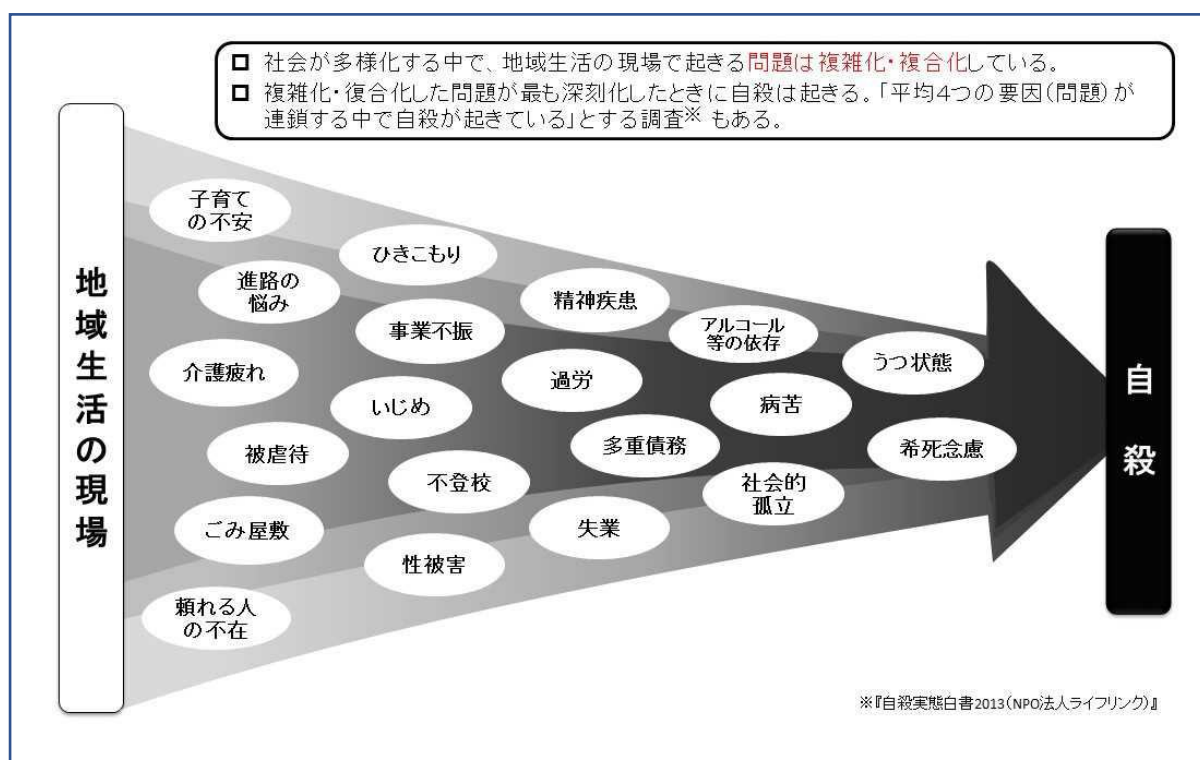 □ 社会が多様化する中で、地域生活の現場で起きる問題は複雑化・複合化している。
□ 複雑化・復合化した問題が最も深刻化したときに自殺は起きる。「平均4つの要因(問題)が
連鎖する中で自殺が起きている」とする調査※ もある。
地域生活の現場
子育て
の不安
ひきこもり
進路の
悩み
精神疾患
事業不振
アルコール
等の依存
うつ状態
介護疲れ
過労
いじめ
病苦
被虐待
多重債務
希死念慮
不登校
社会的
孤立
ごみ屋敷
失業
性被害
頼れる人
の不在
自殺
※『自殺実態白書2013(NPO法人ライフリンク)』